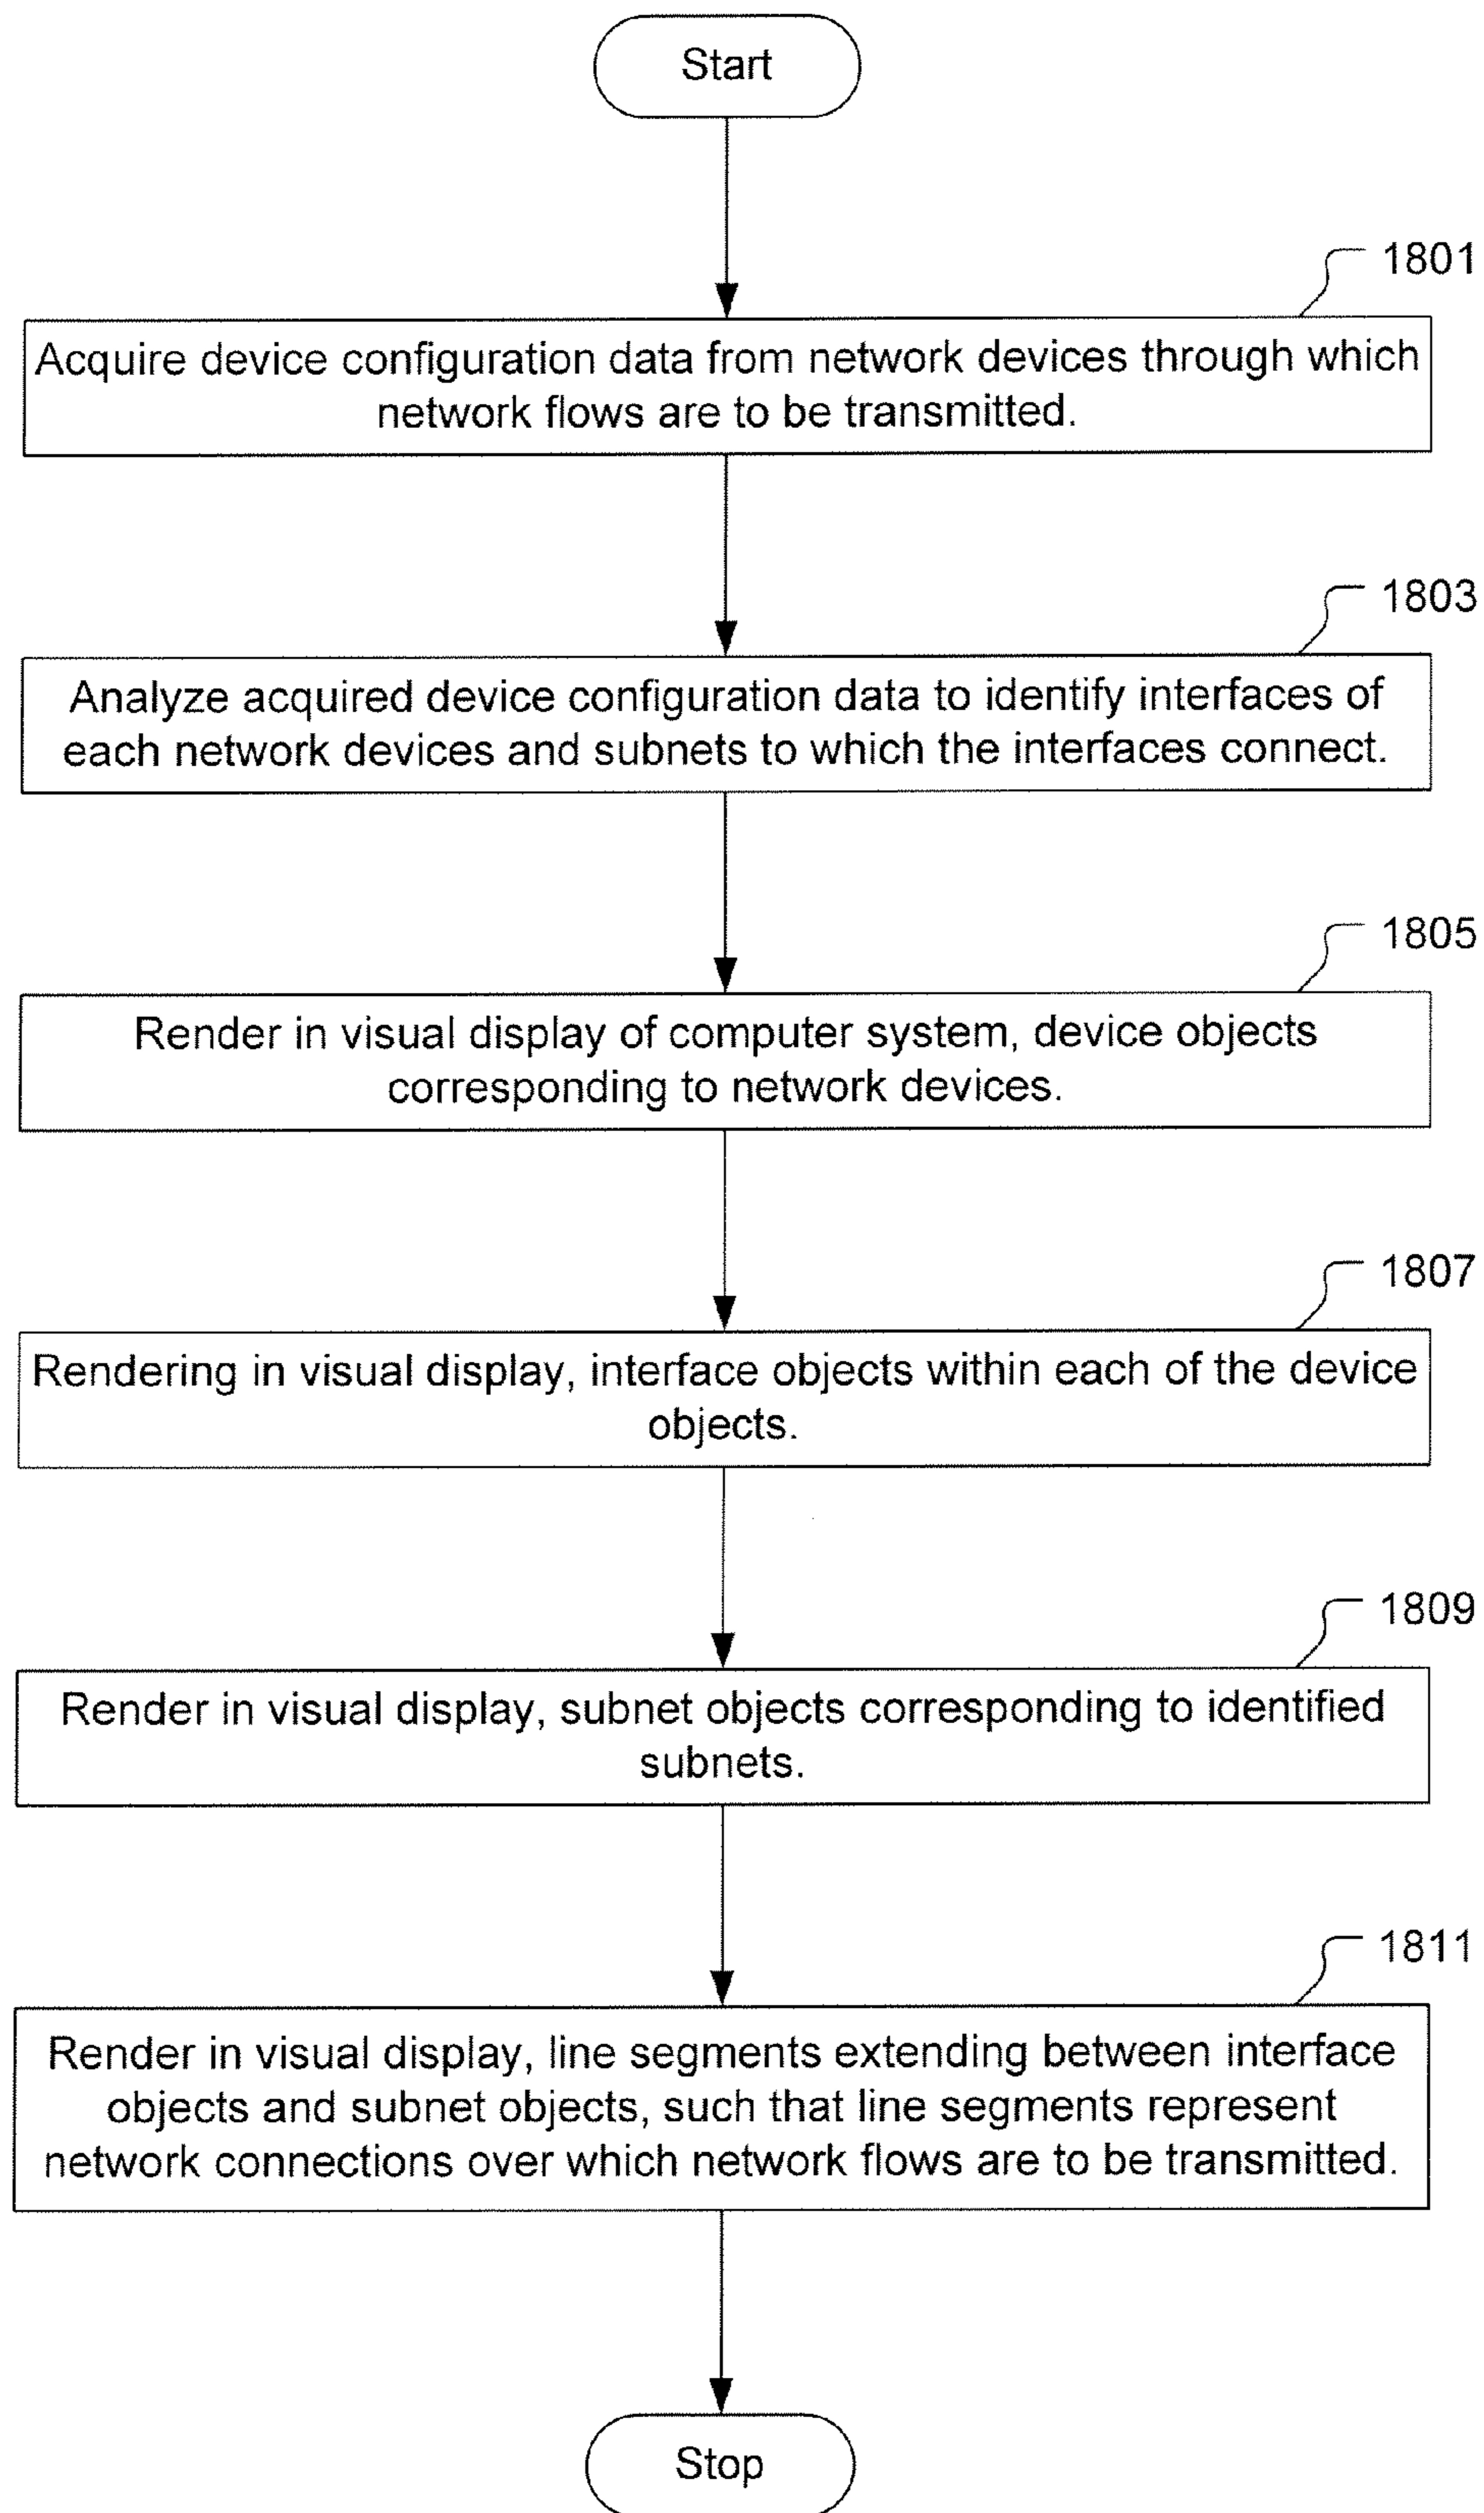 Start
1801
Acquire device configuration data from network devices through which
network flows are to be transmitted.
1803
Analyze acquired device configuration data to identify interfaces of
each network devices and subnets to which the interfaces connect.
1805
Render in visual display of computer system, device objects
corresponding to network devices.
1807
Rendering in visual display, interface objects within each of the device
objects.
1809
Render in visual display, subnet objects corresponding to identified
subnets.
1811
Render in visual display, line segments extending between interface
objects and subnet objects, such that line segments represent
network connections over which network flows are to be transmitted.
Stop